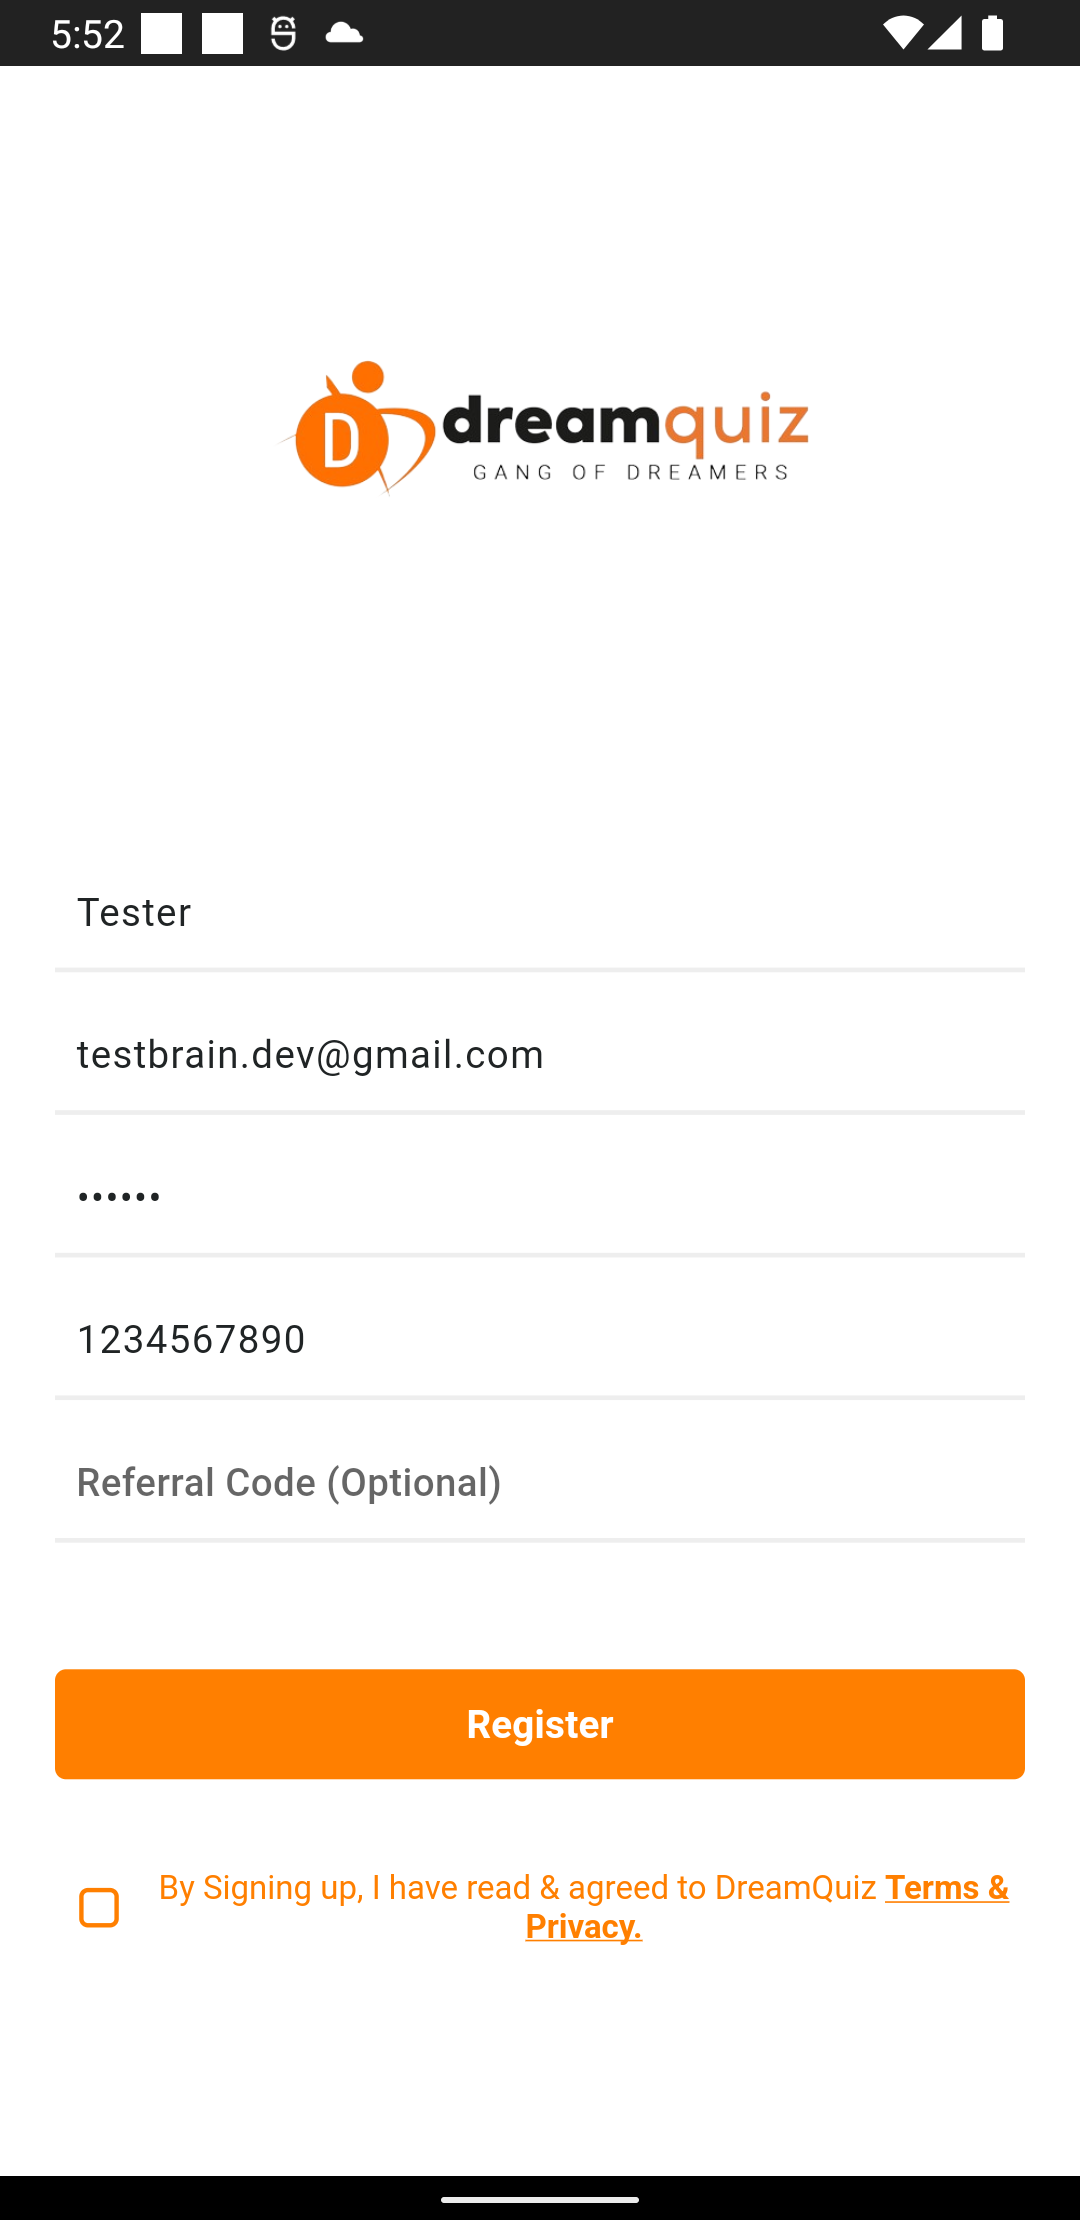 5:52
D
dreamquiz
GANG OF DREAMERS
Tester
testbrain.dev@gmail.com
••••••
1234567890
Referral Code (Optional)
Register
By Signing up, I have read & agreed to DreamQuiz Terms &
Privacy.